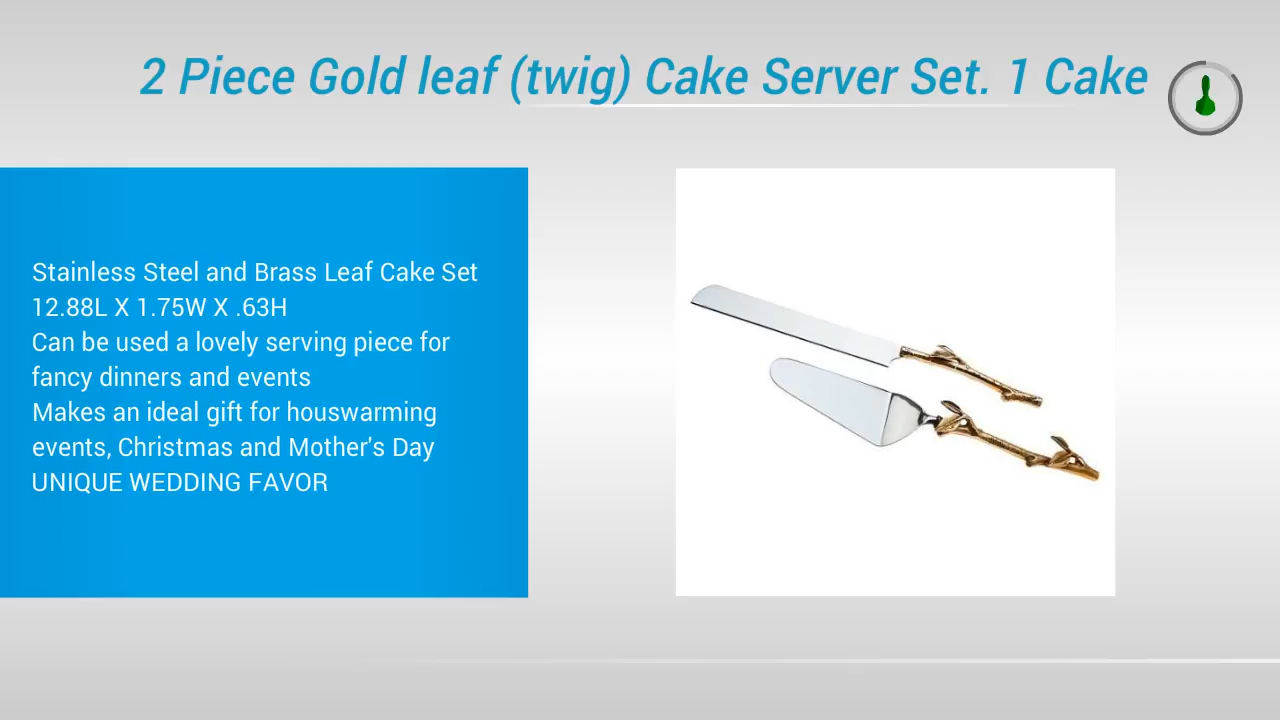 2 Piece Gold leaf (twig) Cake Server Set. 1 Cake
Stainless Steel and Brass Leaf Cake Set
12.88L X 1.75W X .63H
Can be used a lovely serving piece for
fancy dinners and events
Makes an ideal gift for houswarming
events, Christmas and Mother's Day
UNIQUE WEDDING FAVOR